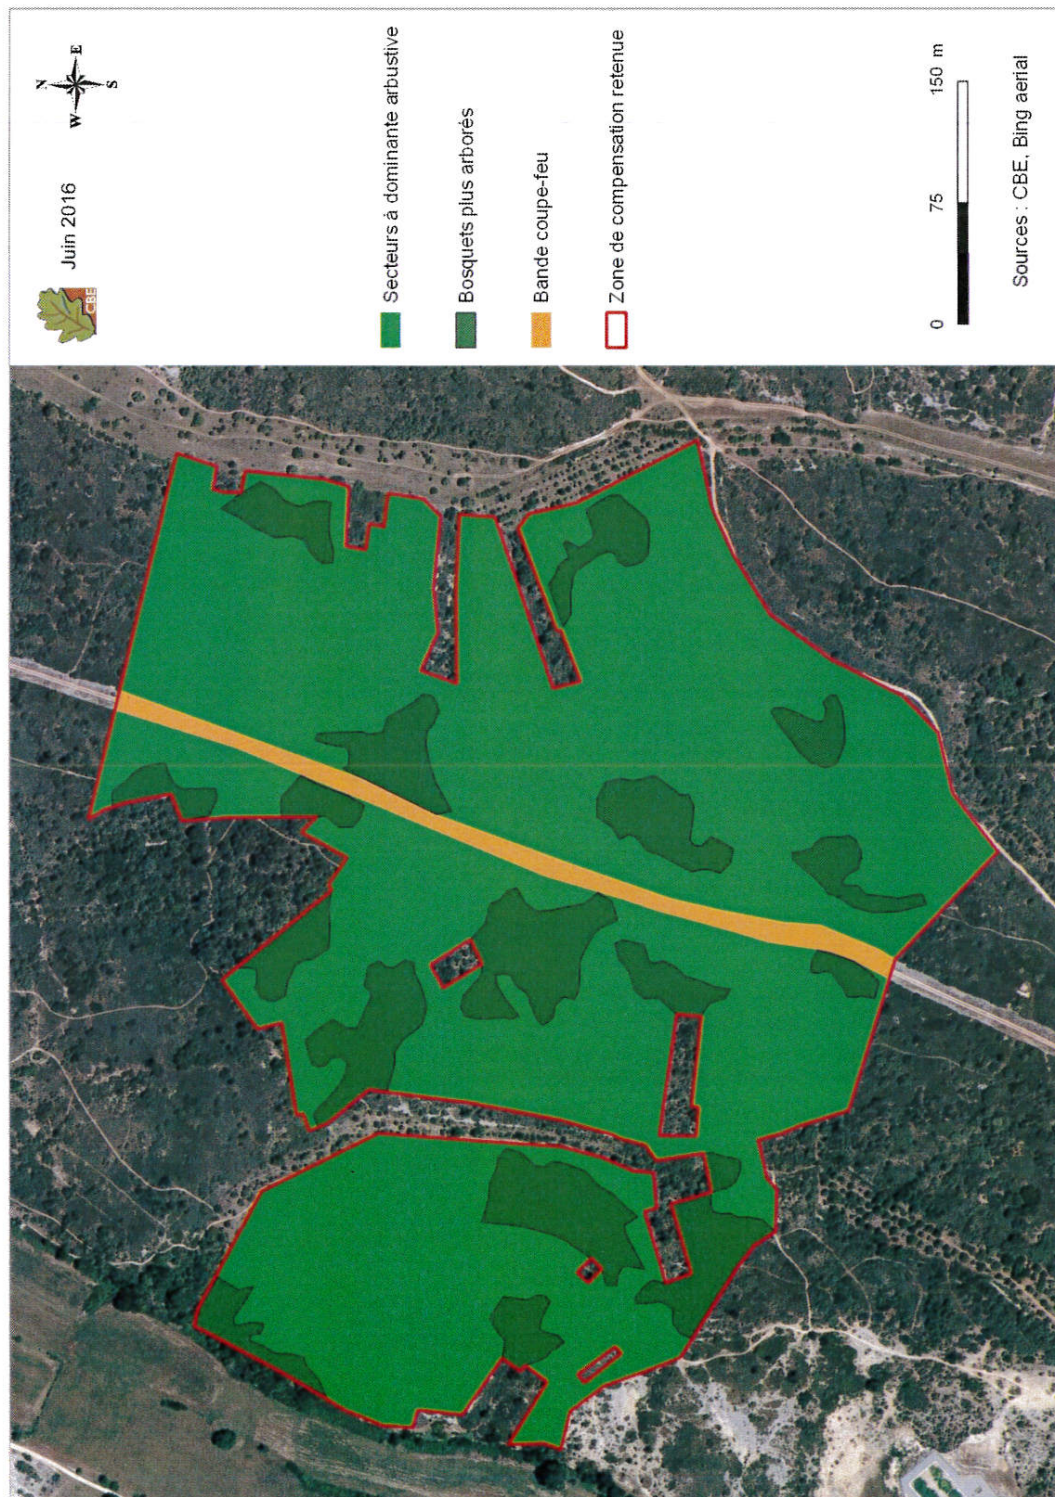 Juin 2016
CBE
N
E
S
W
Secteurs à dominante arbustive
Bosquets plus arborés
Bande coupe-feu
Zone de compensation retenue
0 75 150 m
Sources : CBE, Bing aerial